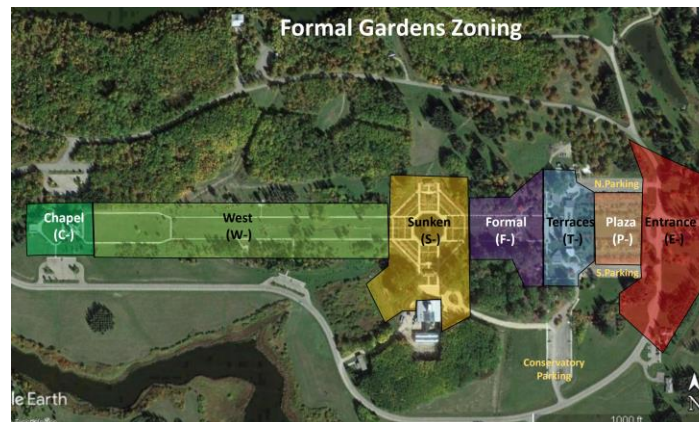 Formal Gardens Zoning
N.Parking
Chapel
(C-)
West
(W-)
Sunken
(S-)
Formal
(F-)
Terraces
(T-)
Plaza
(P-)
Entrance
(E-)
S.Parking
Conservatory
Parking
le Earth
N
1000 ft